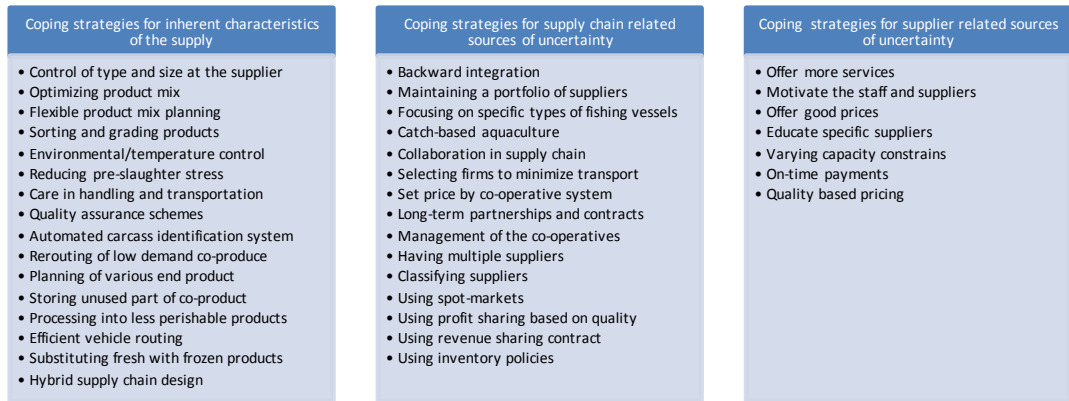 Coping strategies for inherent characteristics
of the supply
• Control of type and size at the supplier
• Optimizing product mix
• Flexible product mix planning
• Sorting and grading products
• Environmental/temperature control
• Reducing pre-slaughter stress
• Care in handling and transportation
• Quality assurance schemes
• Automated carcass identification system
• Rerouting of low demand co-produce
• Planning of various end product
• Storing unused part of co-product
• Processing into less perishable products
• Efficient vehicle routing
• Substituting fresh with frozen products
• Hybrid supply chain design
Coping strategies for supply chain related
sources of uncertainty
• Backward integration
• Maintaining a portfolio of suppliers
• Focusing on specific types of fishing vessels
• Catch-based aquaculture
• Collaboration in supply chain
• Selecting firms to minimize transport
• Set price by co-operative system
• Long-term partnerships and contracts
• Management of the co-operatives
• Having multiple suppliers
• Classifying suppliers
• Using spot-markets
• Using profit sharing based on quality
• Using revenue sharing contract
• Using inventory policies
Coping strategies for supplier related sources
of uncertainty
• Offer more services
• Motivate the staff and suppliers
• Offer good prices
• Educate specific suppliers
• Varying capacity constrains
• On-time payments
• Quality based pricing